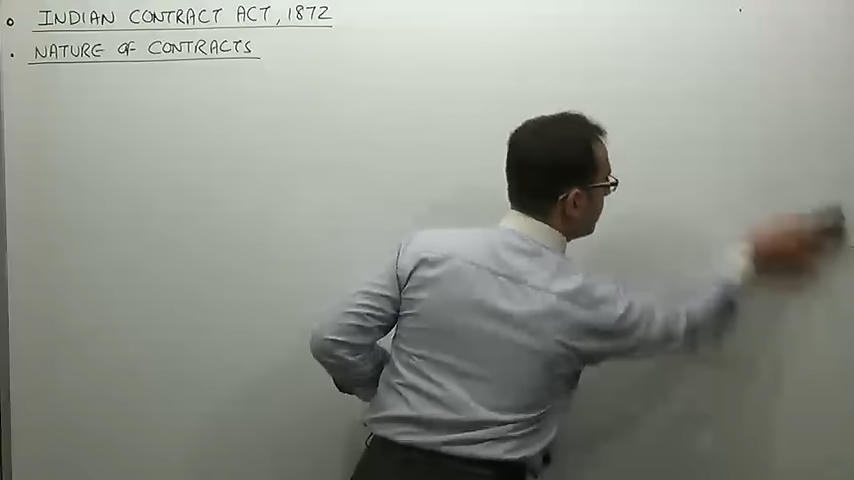 INDIAN CONTRACT ACT, 1872
NATURE OF CONTRACTS